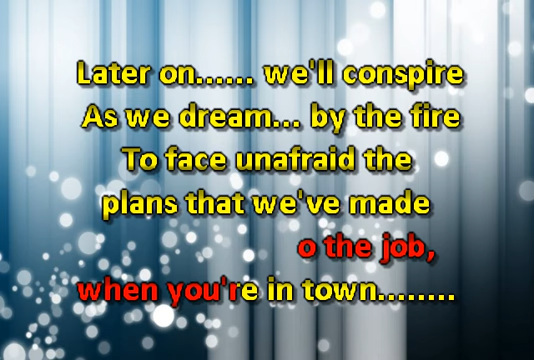 Later on...... we'll conspire
As we dream... by the fire
To face unafraid the
plans that we've made
o the job,
when you're in town........